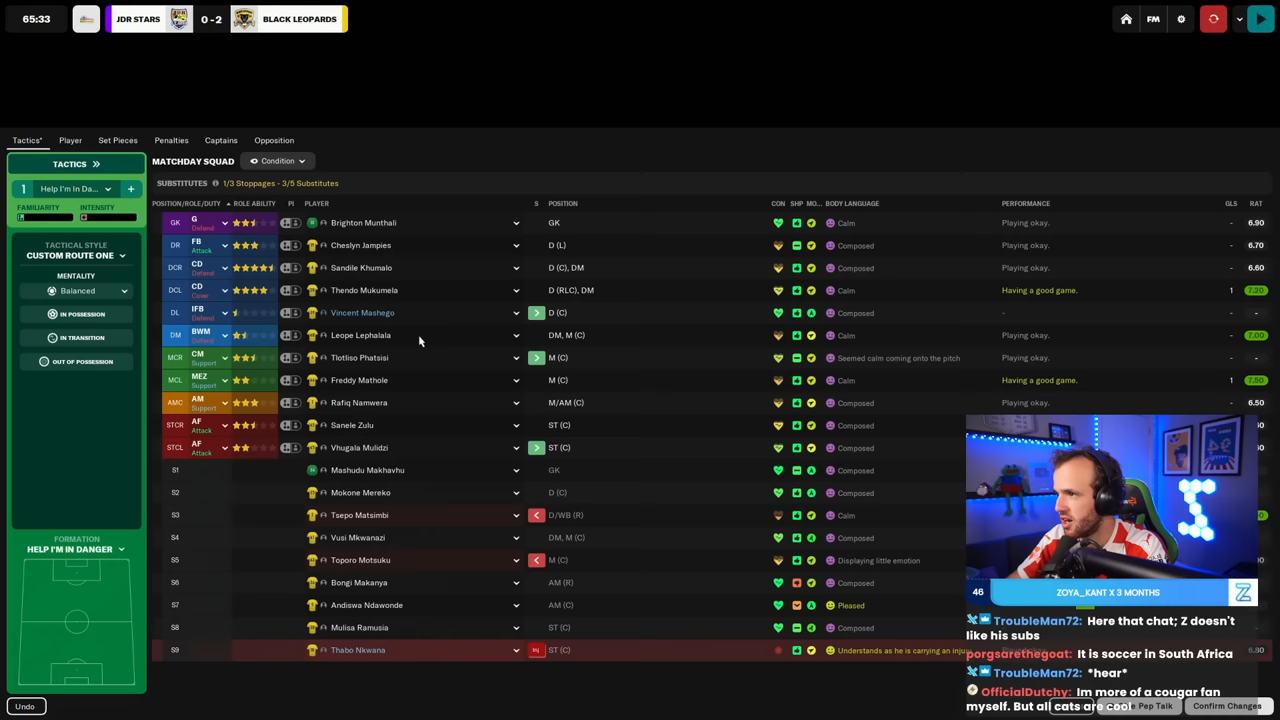 65:33 JDR STARS 0 - 2 BLACK LEOPARDS FM
Tactics* Player Set Pieces Penalties Captains Opposition
TACTICS
MATCHDAY SQUAD Condition
1 Help I'm In Da...
SUBSTITUTES 1/3 Stoppages - 3/5 Substitutes
FAMILIARITY INTENSITY
TACTICAL STYLE
CUSTOM ROUTE ONE
MENTALITY
Balanced
IN POSSESSION
IN TRANSITION
OUT OF POSSESSION
FORMATION
HELP I'M IN DANGER
Undo
POSITION/ROLE/DUTY ROLE ABILITY PI PLAYER S POSITION CON SHP MO... BODY LANGUAGE PERFORMANCE GLS RAT
GK G Defend Brighton Munthali GK Calm Playing okay. - 6.90
DR FB Attack Cheslyn Jampies D (L) Composed Playing okay. - 6.70
DCR CD Defend Sandile Khumalo D (C), DM Composed Playing okay. - 6.60
DCL CD Cover Thendo Mukumela D (RLC), DM Calm Having a good game. 1 7.20
DL IFB Defend Vincent Mashego D (C) Composed - - -
DM BWM Defend Leope Lephalala DM, M (C) Calm Playing okay. - 7.00
MCR CM Support Tlotliso Phatsisi M (C) Seemed calm coming onto the pitch Playing okay. - -
MCL MEZ Support Freddy Mathole M (C) Calm Having a good game. 1 7.50
AMC AM Support Rafiq Namwera M/AM (C) Composed Playing okay. - 6.50
STCR AF Attack Sanele Zulu ST (C) Composed
STCL AF Attack Vhugala Mulidzi ST (C) Composed
S1 Mashudu Makhavhu GK Composed
S2 Mokone Mereko D (C) Composed
S3 Tsepo Matsimbi D/WB (R) Calm
S4 Vusi Mkwanazi DM, M (C) Composed
S5 Toporo Motsuku M (C) Displaying little emotion
S6 Bongi Makanya AM (R) Composed
S7 Andiswa Ndawonde AM (C) Pleased
S8 Mulisa Ramusia ST (C) Composed
S9 Thabo Nkwana Inj ST (C) Understands as he is carrying an inju 6.80
46 ZOYA_KANT X 3 MONTHS
TroubleMan72: Here that chat; Z doesn't
like his subs
porgsarethegoat: It is soccer in South Africa
TroubleMan72: *hear*
OfficialDutchy: Im more of a cougar fan
myself. But all cats are cool
Pep Talk Confirm Changes